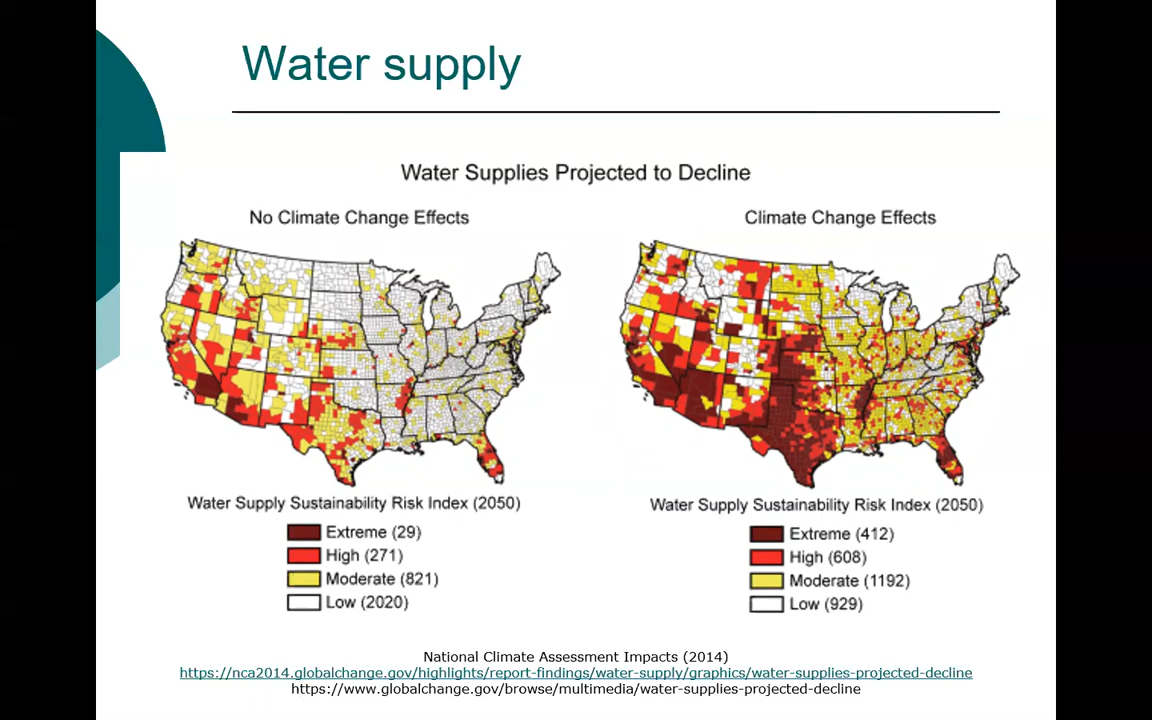 Water supply
Water Supplies Projected to Decline
No Climate Change Effects
Climate Change Effects
Water Supply Sustainability Risk Index (2050)
Extreme (29)
High (271)
Moderate (821)
Low (2020)
Water Supply Sustainability Risk Index (2050)
Extreme (412)
High (608)
Moderate (1192)
Low (929)
National Climate Assessment Impacts (2014)
https://nca2014.globalchange.gov/highlights/report-findings/water-supply/graphics/water-supplies-projected-decline
https://www.globalchange.gov/browse/multimedia/water-supplies-projected-decline